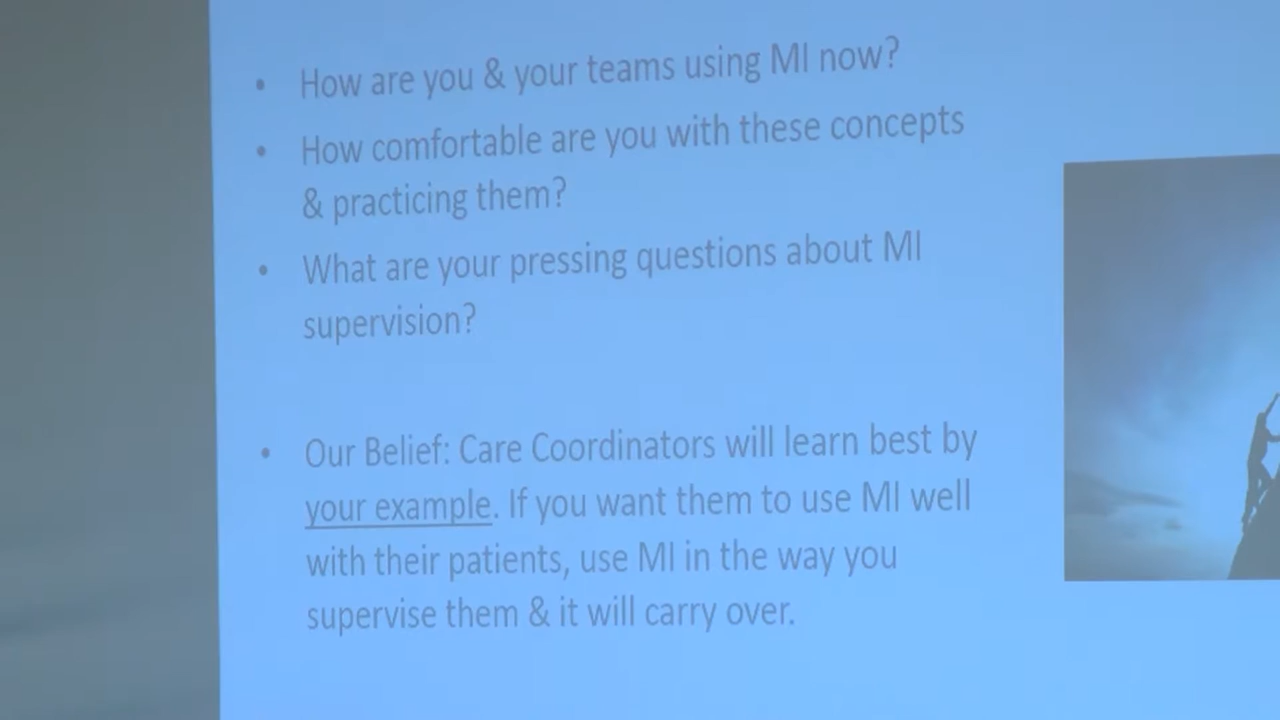 • How are you & your teams using MI now?
• How comfortable are you with these concepts
& practicing them?
• What are your pressing questions about MI
supervision?
• Our Belief: Care Coordinators will learn best by
your example. If you want them to use MI well
with their patients, use MI in the way you
supervise them & it will carry over.